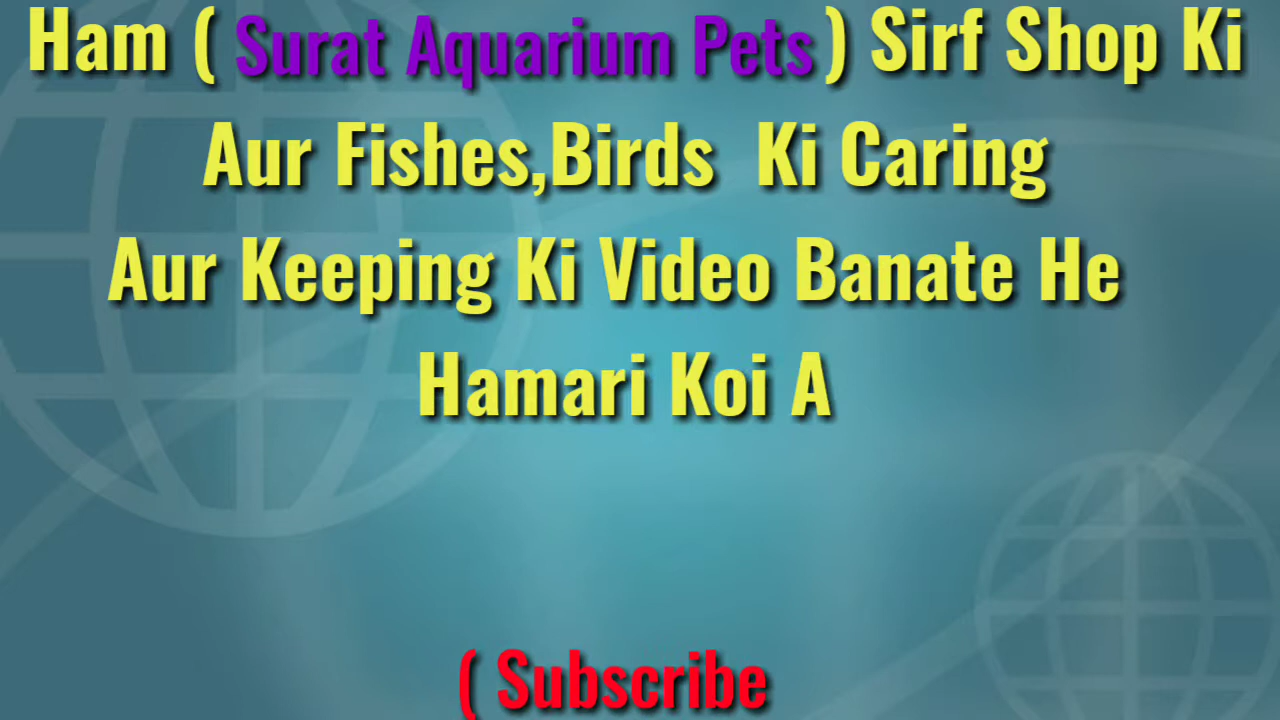 Ham ( Surat Aquarium Pets ) Sirf Shop Ki
Aur Fishes,Birds Ki Caring
Aur Keeping Ki Video Banate He
Hamari Koi A
( Subscribe